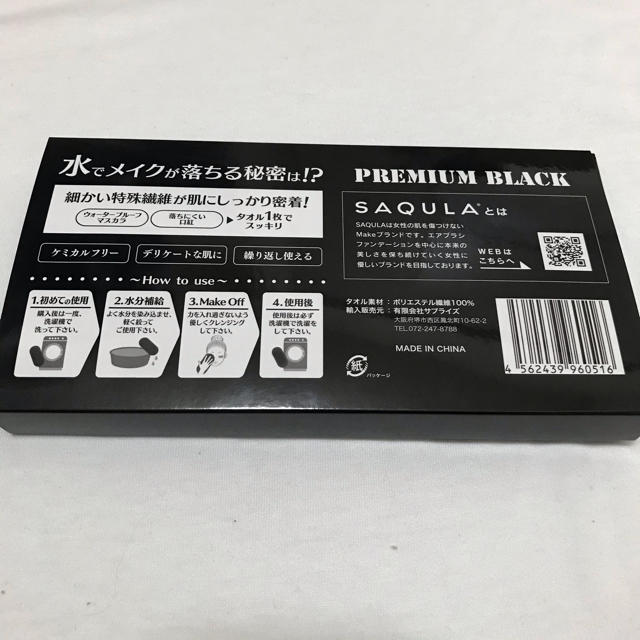 水でメイクが落ちる秘密は!?
細かい特殊繊維が肌にしっかり密着!
ウォータープルーフ
マスカラ
落ちにくい
口紅
タオル1枚で
スッキリ
ケミカルフリー
デリケートな肌に
繰り返し使える
～How to use～
1.初めての使用
購入後は一度、
洗濯機で
洗って下さい。
2.水分補給
よく水分を染み込ませ、
軽く絞って
ご使用下さい。
3.Make Off
力を入れ過ぎないよう
優しくクレンジング
して下さい。
4.使用後
使用後は必ず
洗濯機で洗濯を
して下さい。
PREMIUM BLACK
SAQULA®とは
SAQULAは女性の肌を傷つけない
Makeブランドです。エアブラシ
ファンデーションを中心に本来の
美しさを保ち続けていく女性に
優しいブランドを目指しております。
WEBは
こちらへ
タオル素材：ポリエステル繊維100%
輸入販売元：有限会社サプライズ
大阪府堺市西区鳳北町10-62-2
TEL.072-247-8788
MADE IN CHINA
紙
パッケージ
4 562439 960516